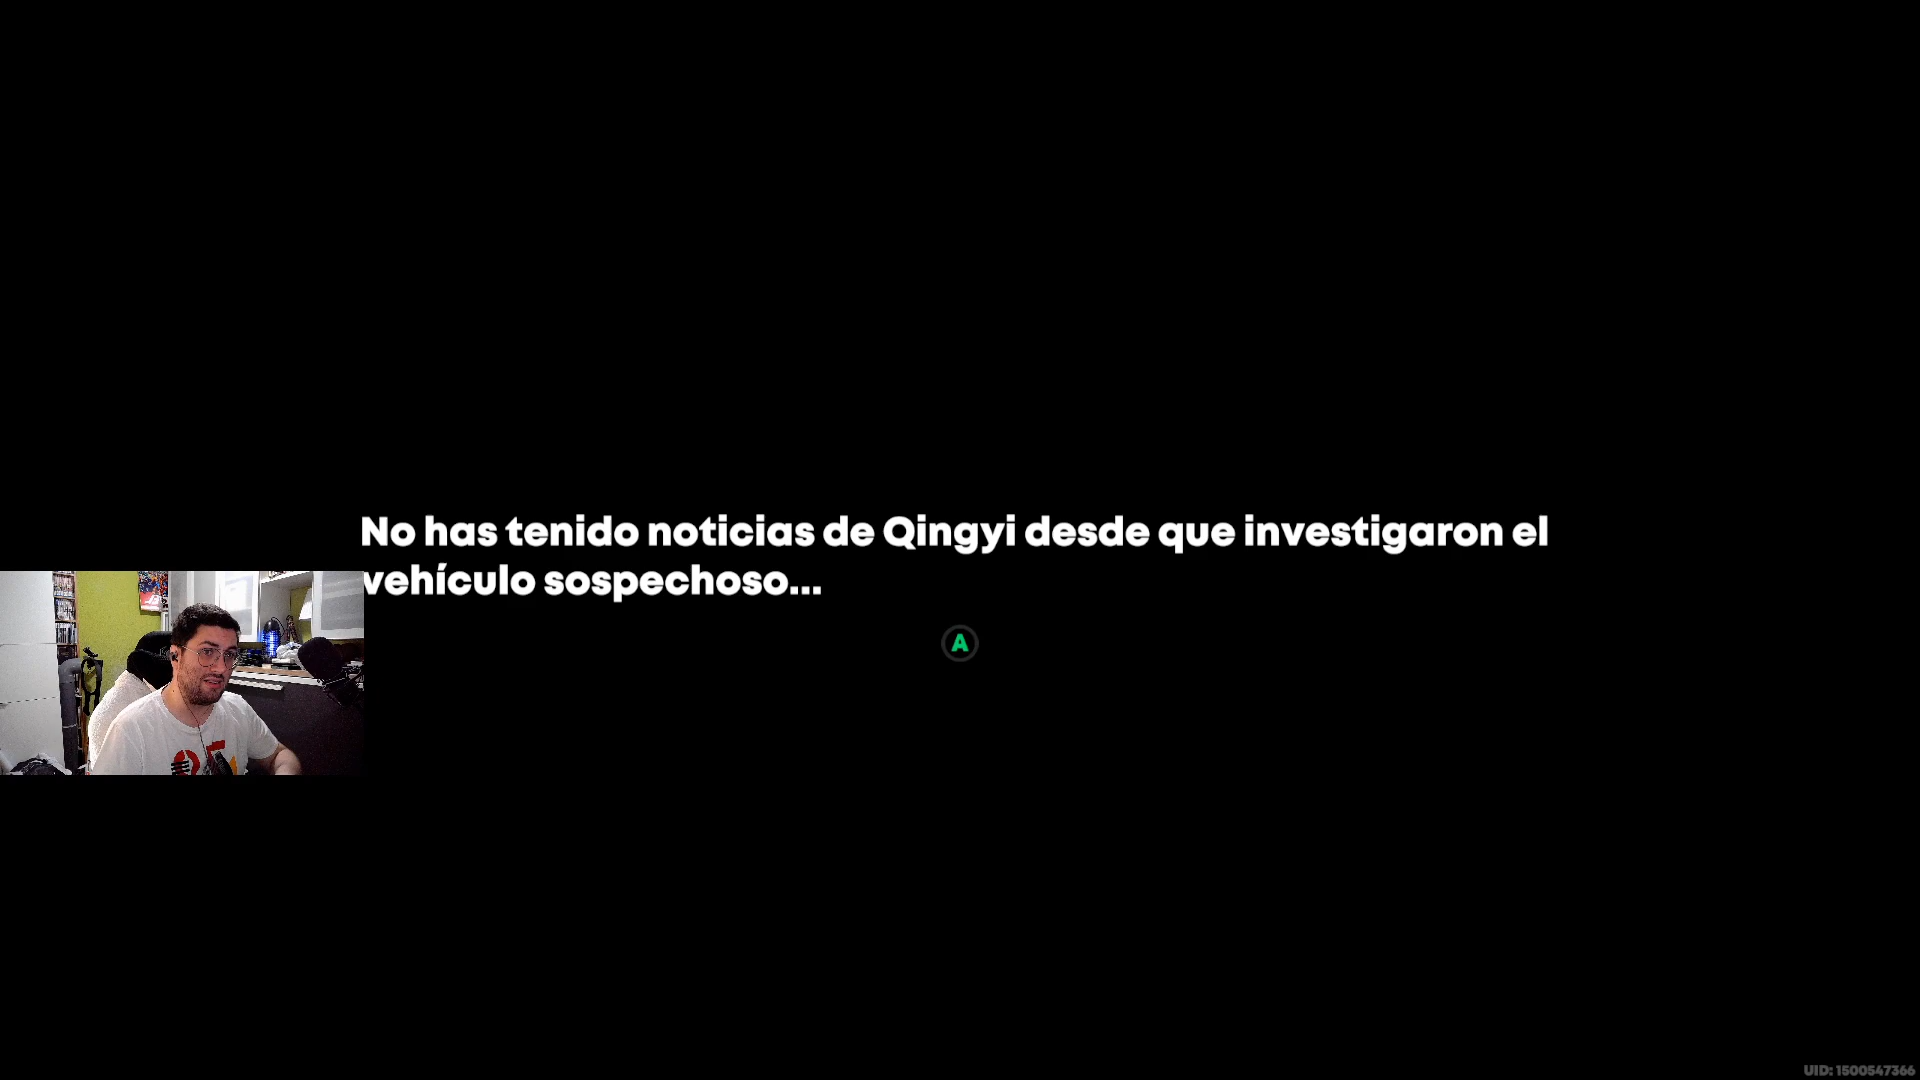 No has tenido noticias de Qingyi desde que investigaron el
vehículo sospechoso...
A
UID: 1500547366